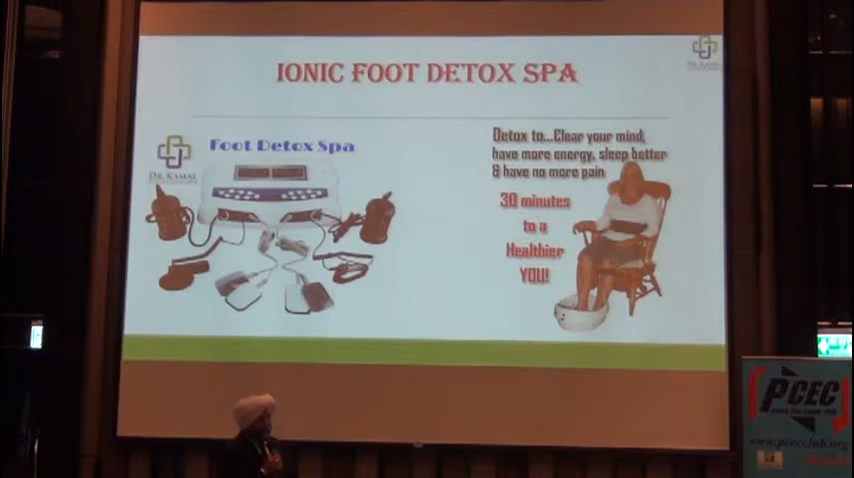 IONIC FOOT DETOX SPA
DR. KAMAL
Foot Detox Spa
DR. KAMAL
Detox to...Clear your mind,
have more energy, sleep better
& have no more pain
30 minutes
to a
Healthier
YOU!
PCEC
www.pcecclub.org